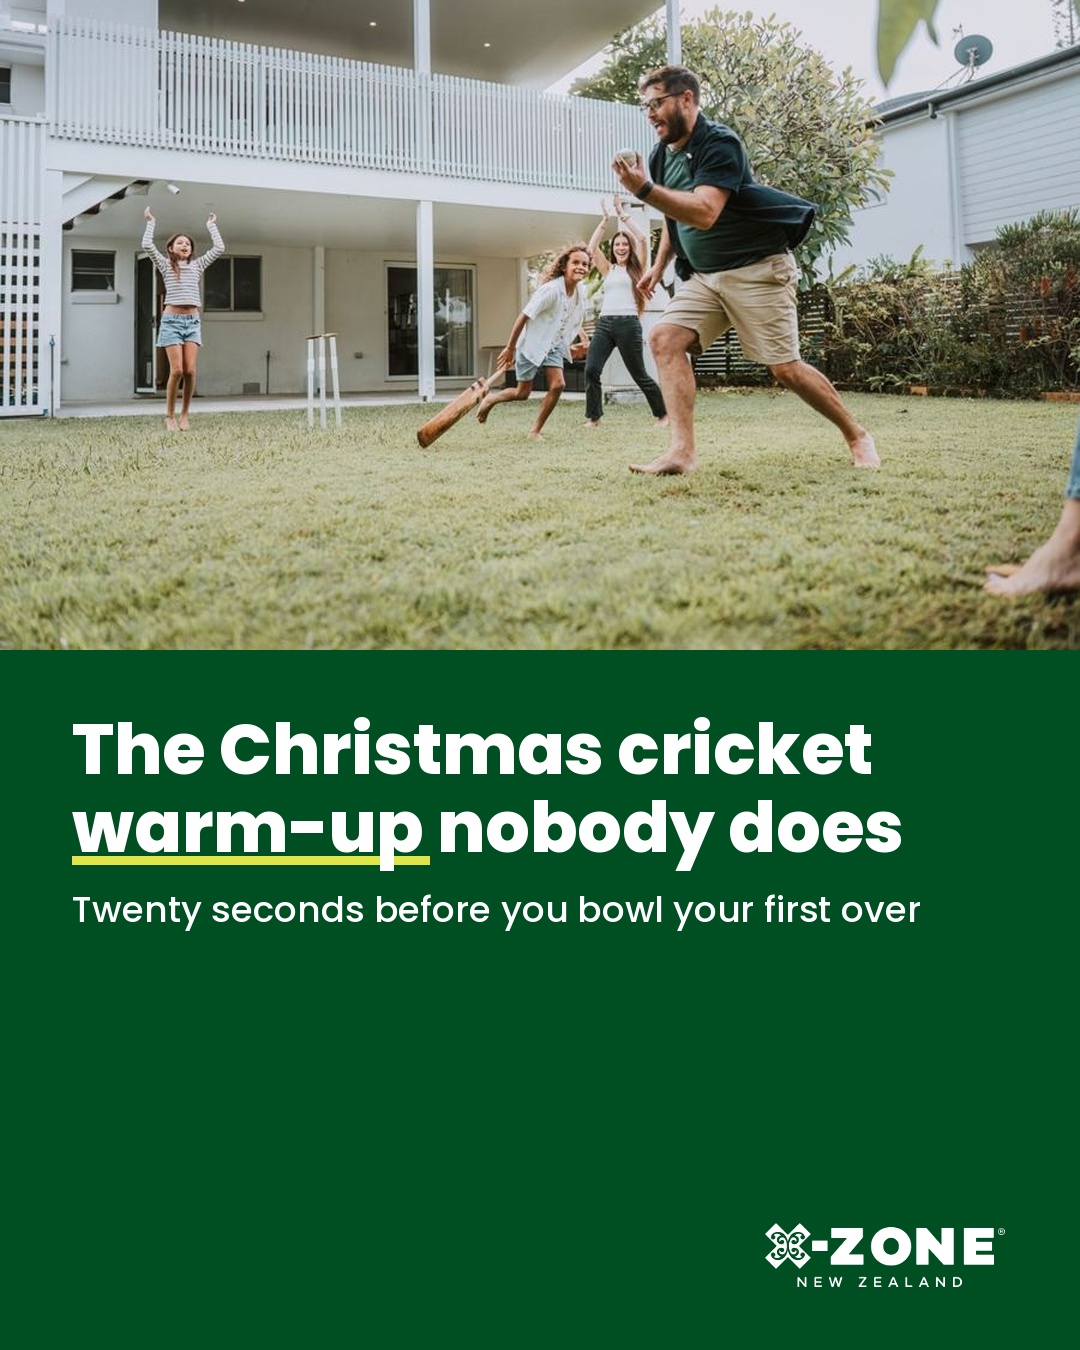 The Christmas cricket
warm-up nobody does
Twenty seconds before you bowl your first over
X-ZONE®
NEW ZEALAND